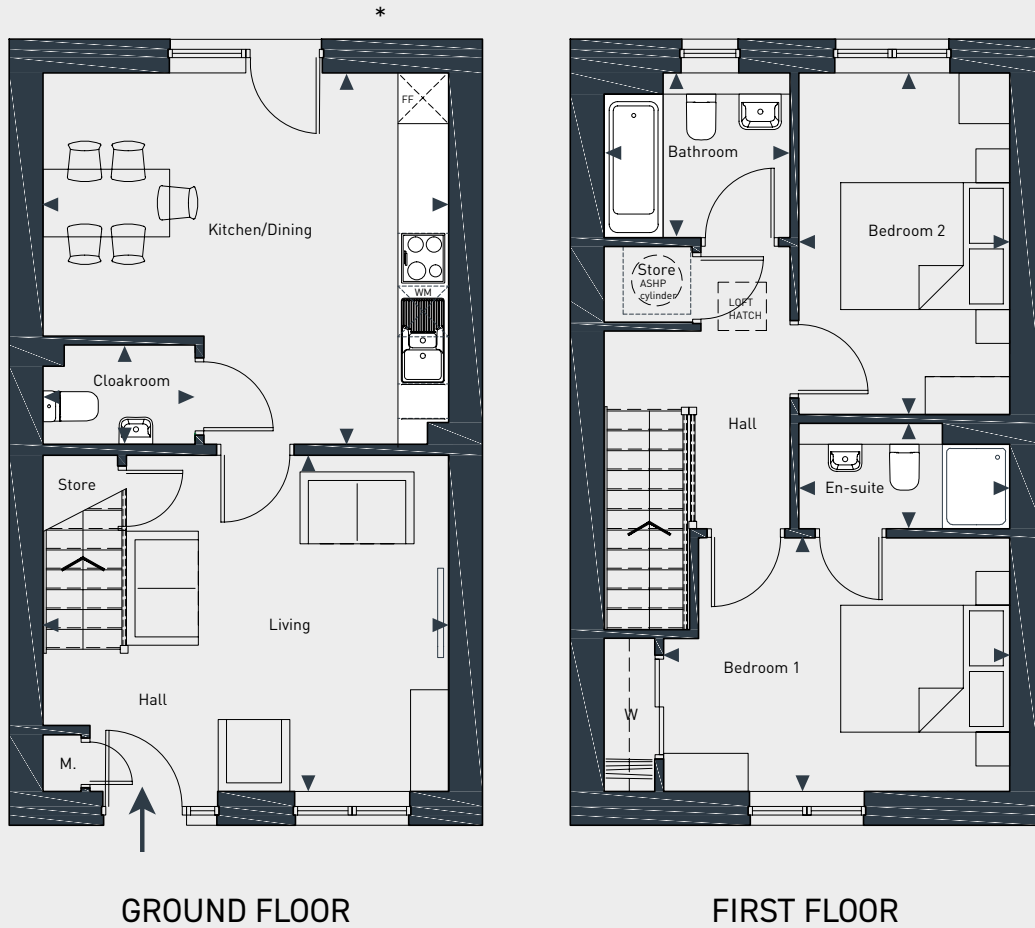 *
FF
Kitchen/Dining
WM
Cloakroom
Store
Living
Hall
M.
GROUND FLOOR
Bathroom
Bedroom 2
Store
ASHP
cylinder
LOFT
HATCH
Hall
En-suite
Bedroom 1
W
FIRST FLOOR